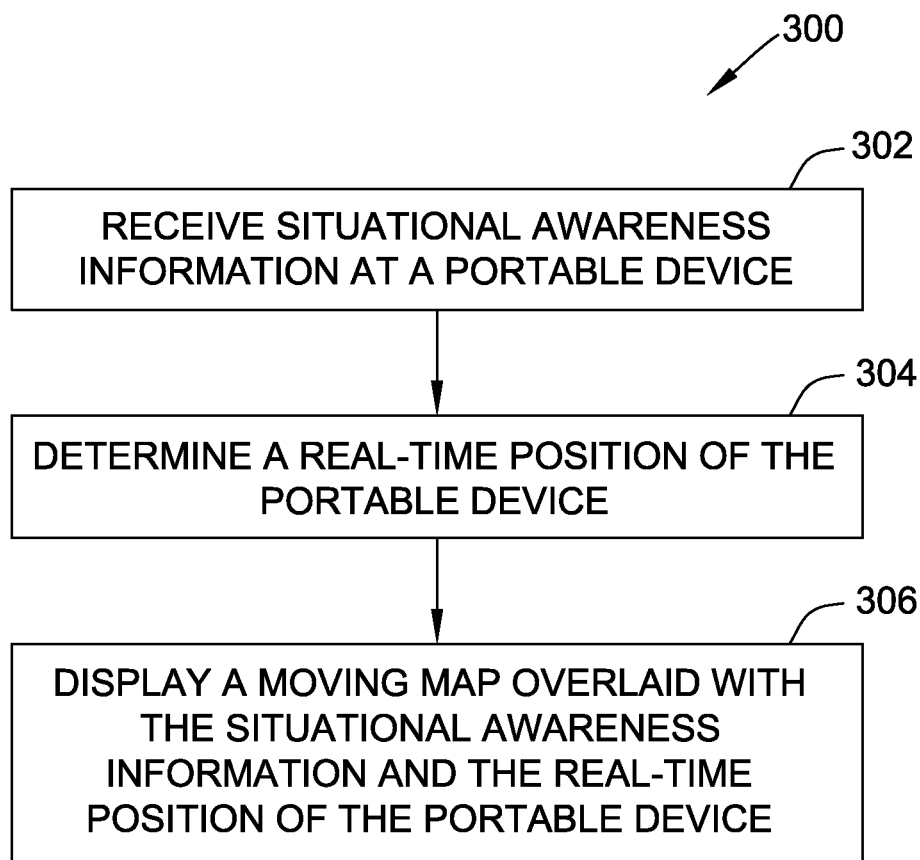 300
302
RECEIVE SITUATIONAL AWARENESS
INFORMATION AT A PORTABLE DEVICE
304
DETERMINE A REAL-TIME POSITION OF THE
PORTABLE DEVICE
306
DISPLAY A MOVING MAP OVERLAID WITH
THE SITUATIONAL AWARENESS
INFORMATION AND THE REAL-TIME
POSITION OF THE PORTABLE DEVICE